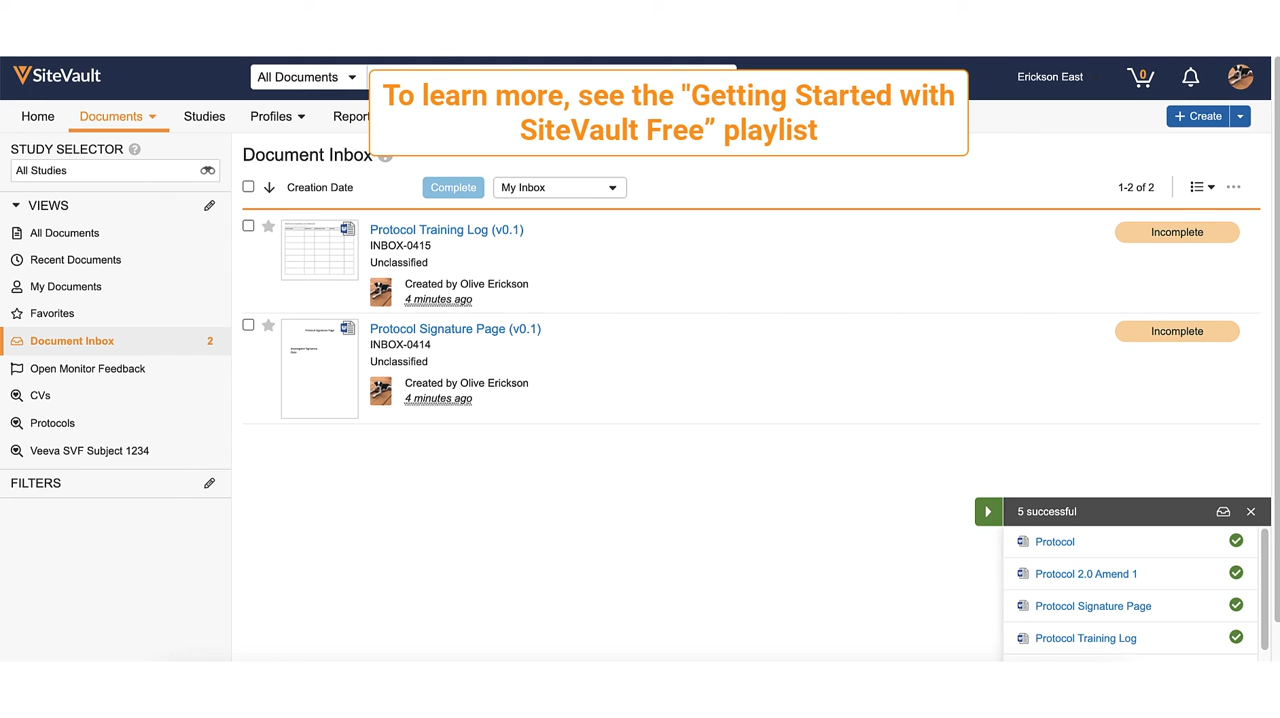 SiteVault
All Documents
To learn more, see the "Getting Started with
SiteVault Free” playlist
Erickson East
0
Home
Documents
Studies
Profiles
Report
Create
STUDY SELECTOR
All Studies
VIEWS
All Documents
Recent Documents
My Documents
Favorites
Document Inbox 2
Open Monitor Feedback
CVs
Protocols
Veeva SVF Subject 1234
FILTERS
Document Inbox
Creation Date
Complete
My Inbox
1-2 of 2
Protocol Training Log (v0.1)
INBOX-0415
Unclassified
Created by Olive Erickson
4 minutes ago
Incomplete
Protocol Signature Page
Protocol Signature Page (v0.1)
INBOX-0414
Unclassified
Created by Olive Erickson
4 minutes ago
Incomplete
5 successful
Protocol
Protocol 2.0 Amend 1
Protocol Signature Page
Protocol Training Log